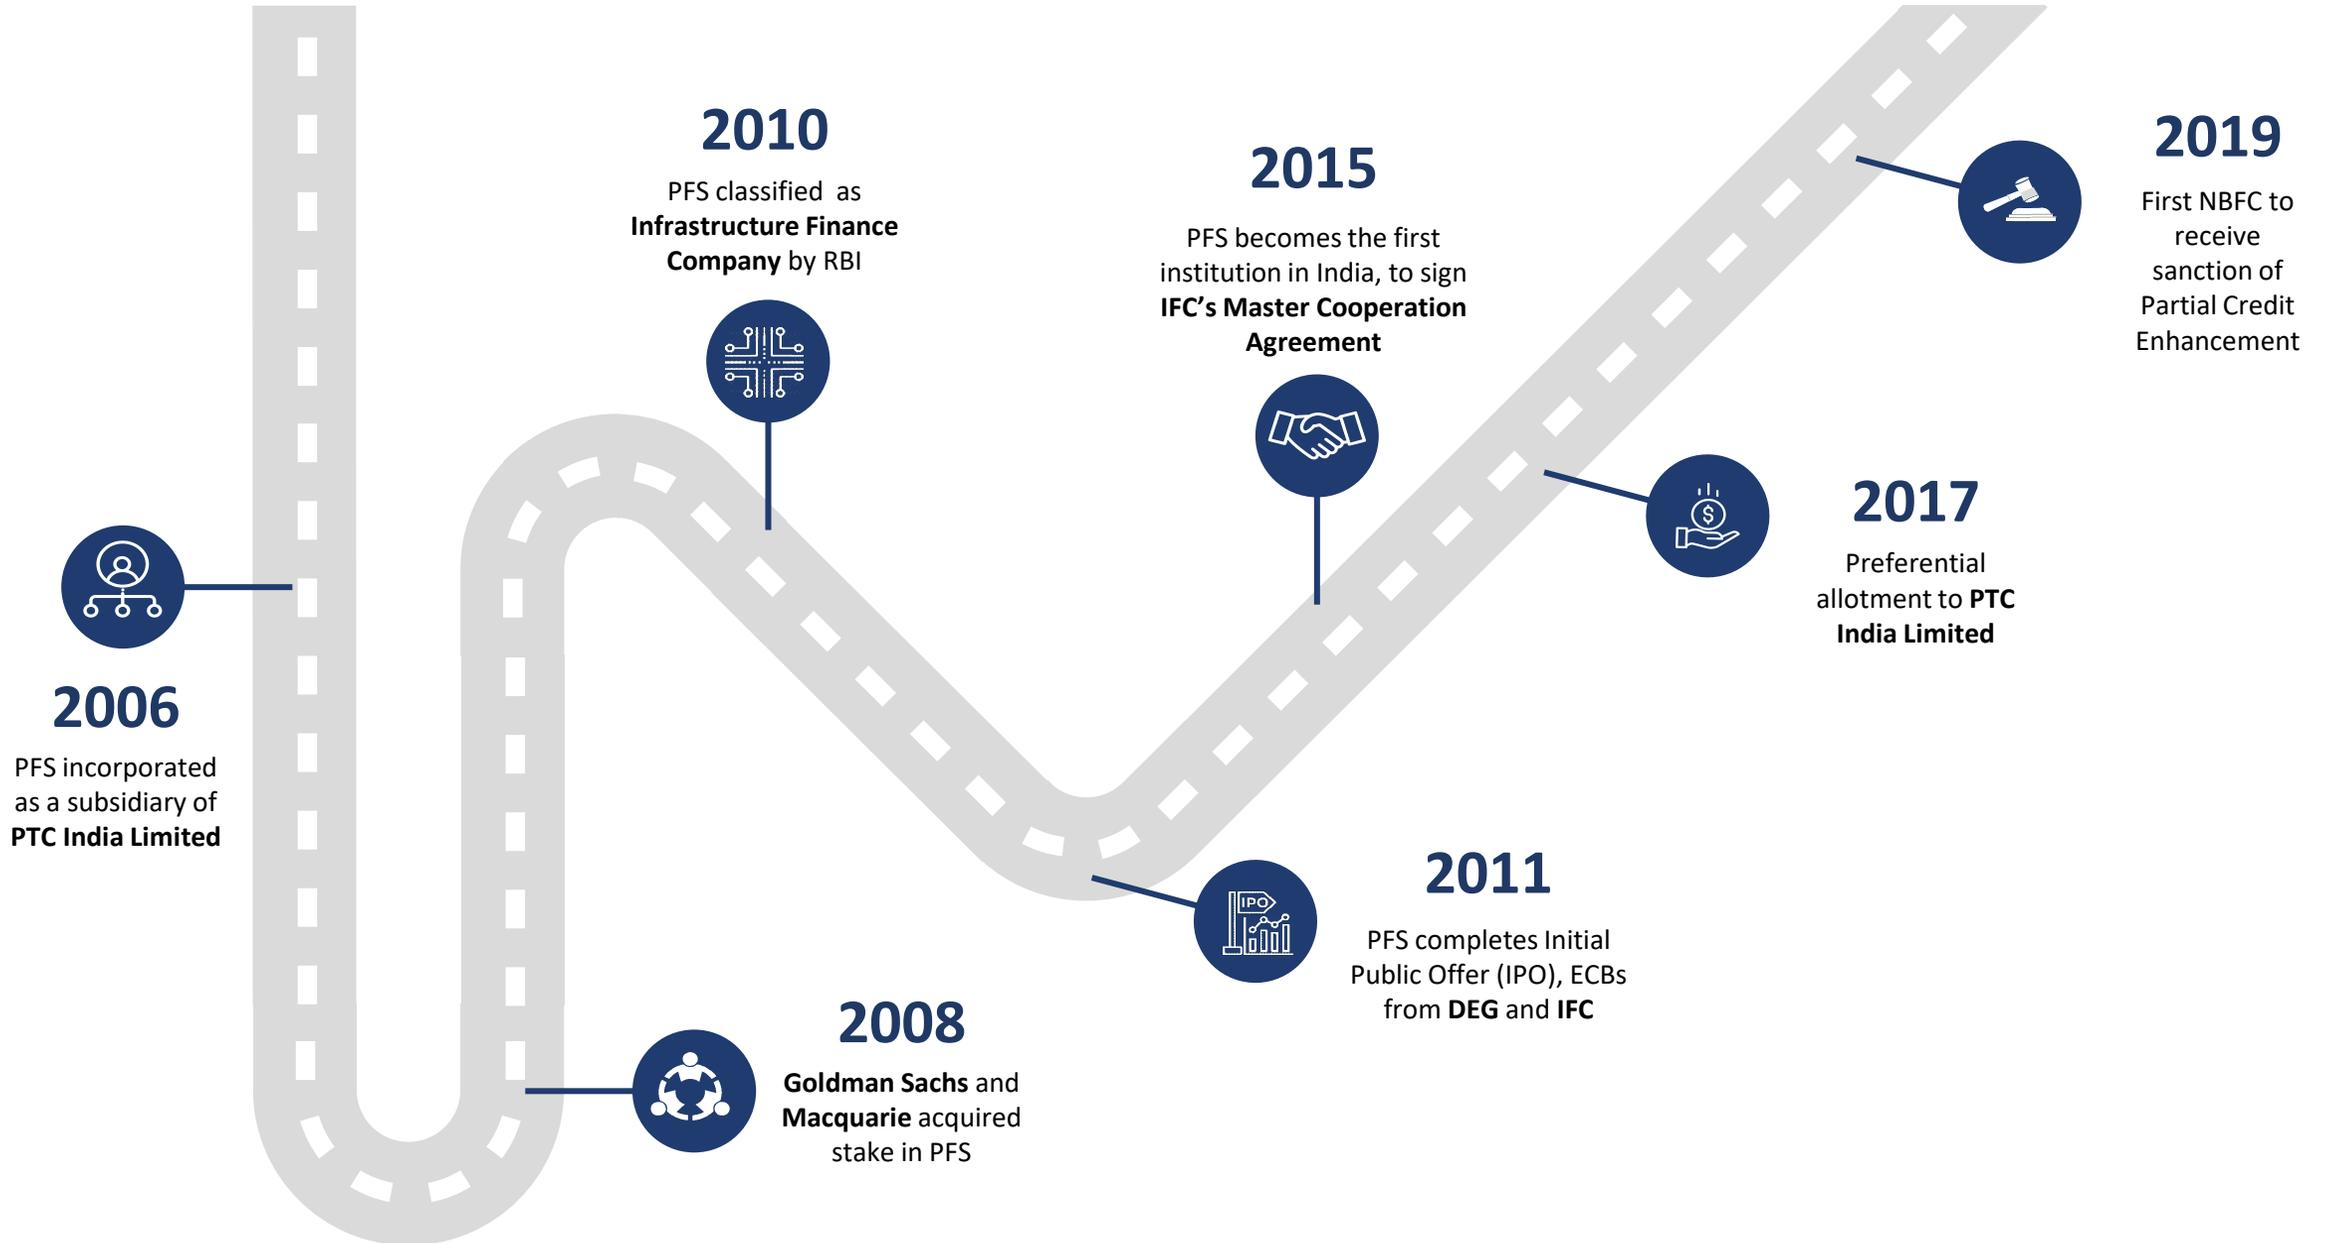 2006
PFS incorporated
as a subsidiary of
PTC India Limited
2008
Goldman Sachs and
Macquarie acquired
stake in PFS
2010
PFS classified as
Infrastructure Finance
Company by RBI
IPO
2011
PFS completes Initial
Public Offer (IPO), ECBs
from DEG and IFC
2015
PFS becomes the first
institution in India, to sign
IFC’s Master Cooperation
Agreement
$
2017
Preferential
allotment to PTC
India Limited
2019
First NBFC to
receive
sanction of
Partial Credit
Enhancement